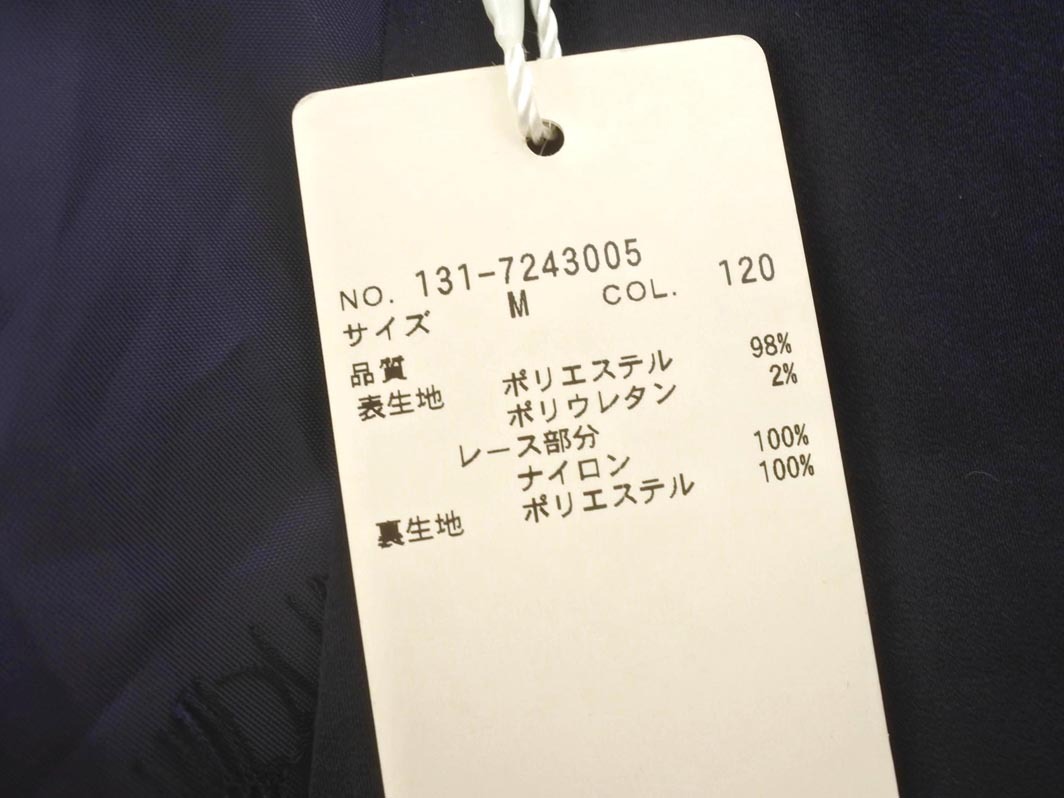 NO. 131-7243005
サイズ M COL. 120
品質
表生地 ポリエステル 98%
ポリウレタン 2%
レース部分
ナイロン 100%
裏生地 ポリエステル 100%